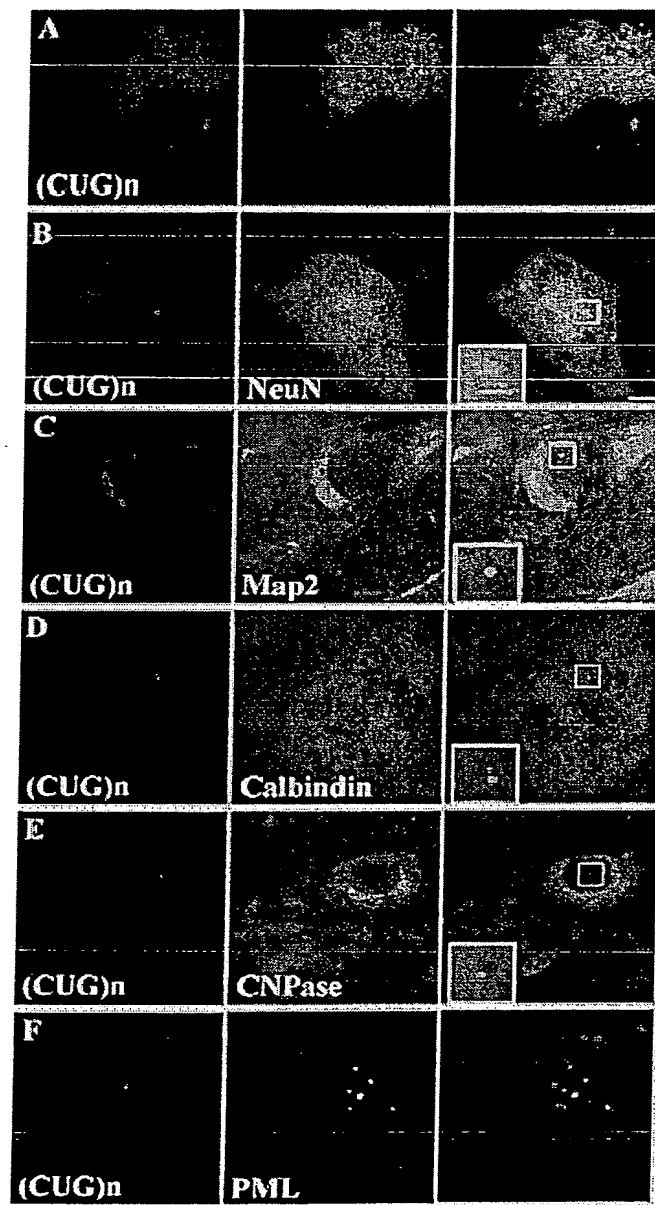 A
(CUG)n
B
(CUG)n NeuN
C
(CUG)n Map2
D
(CUG)n Calbindin
E
(CUG)n CNPase
F
(CUG)n PML